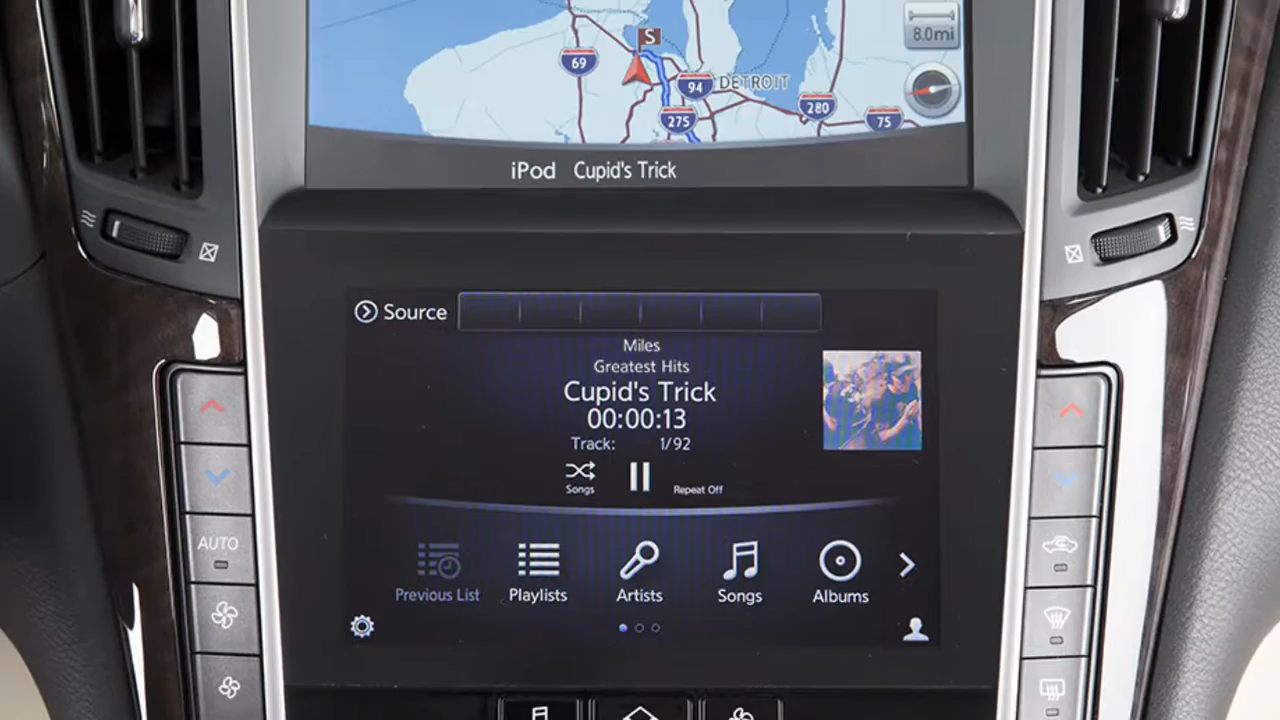 S
8.0mi
69
94
DETROIT
280
275
75
iPod Cupid's Trick
Source
Miles
Greatest Hits
Cupid's Trick
00:00:13
Track: 1/92
Songs
Repeat Off
Previous List
Playlists
Artists
Songs
Albums
AUTO